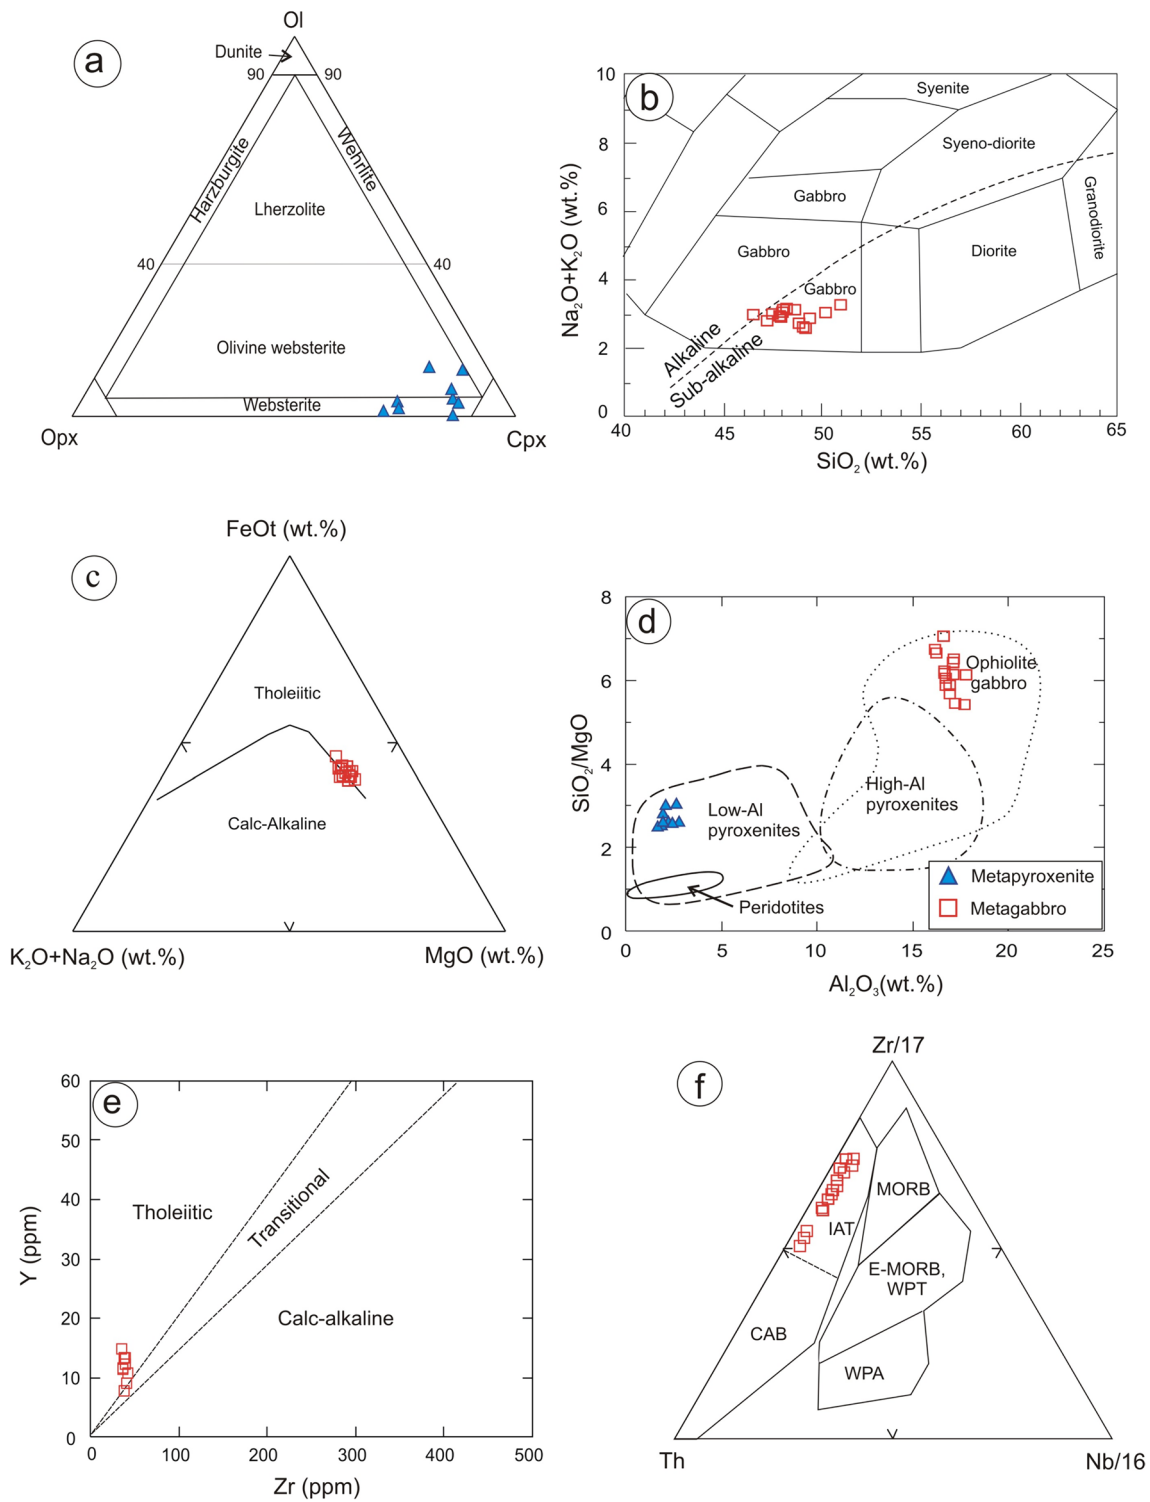 a
Ol
Dunite
90
90
Harzburgite
Wehrlite
Lherzolite
40
40
Olivine websterite
Websterite
Opx
Cpx
b
10
8
6
4
2
0
Na₂O+K₂O (wt.%)
Syenite
Syeno-diorite
Gabbro
Gabbro
Gabbro
Diorite
Granodiorite
Alkaline
Sub-alkaline
40
45
50
55
60
65
SiO₂ (wt.%)
c
FeOt (wt.%)
Tholeiitic
Calc-Alkaline
K₂O+Na₂O (wt.%)
MgO (wt.%)
d
8
6
4
2
0
SiO₂/MgO
Ophiolite
gabbro
High-Al
pyroxenites
Low-Al
pyroxenites
Peridotites
Metapyroxenite
Metagabbro
0
5
10
15
20
25
Al₂O₃(wt.%)
e
60
50
40
30
20
10
0
Y (ppm)
Tholeiitic
Transitional
Calc-alkaline
0
100
200
300
400
500
Zr (ppm)
f
Zr/17
MORB
IAT
E-MORB,
WPT
CAB
WPA
Th
Nb/16